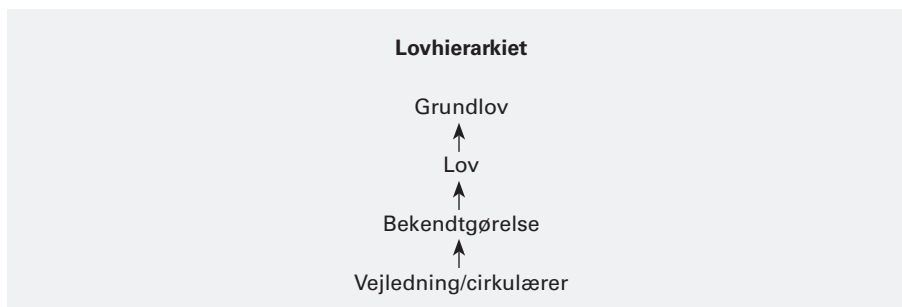 Lovhierarkiet
Grundlov
Lov
Bekendtgørelse
Vejledning/cirkulærer